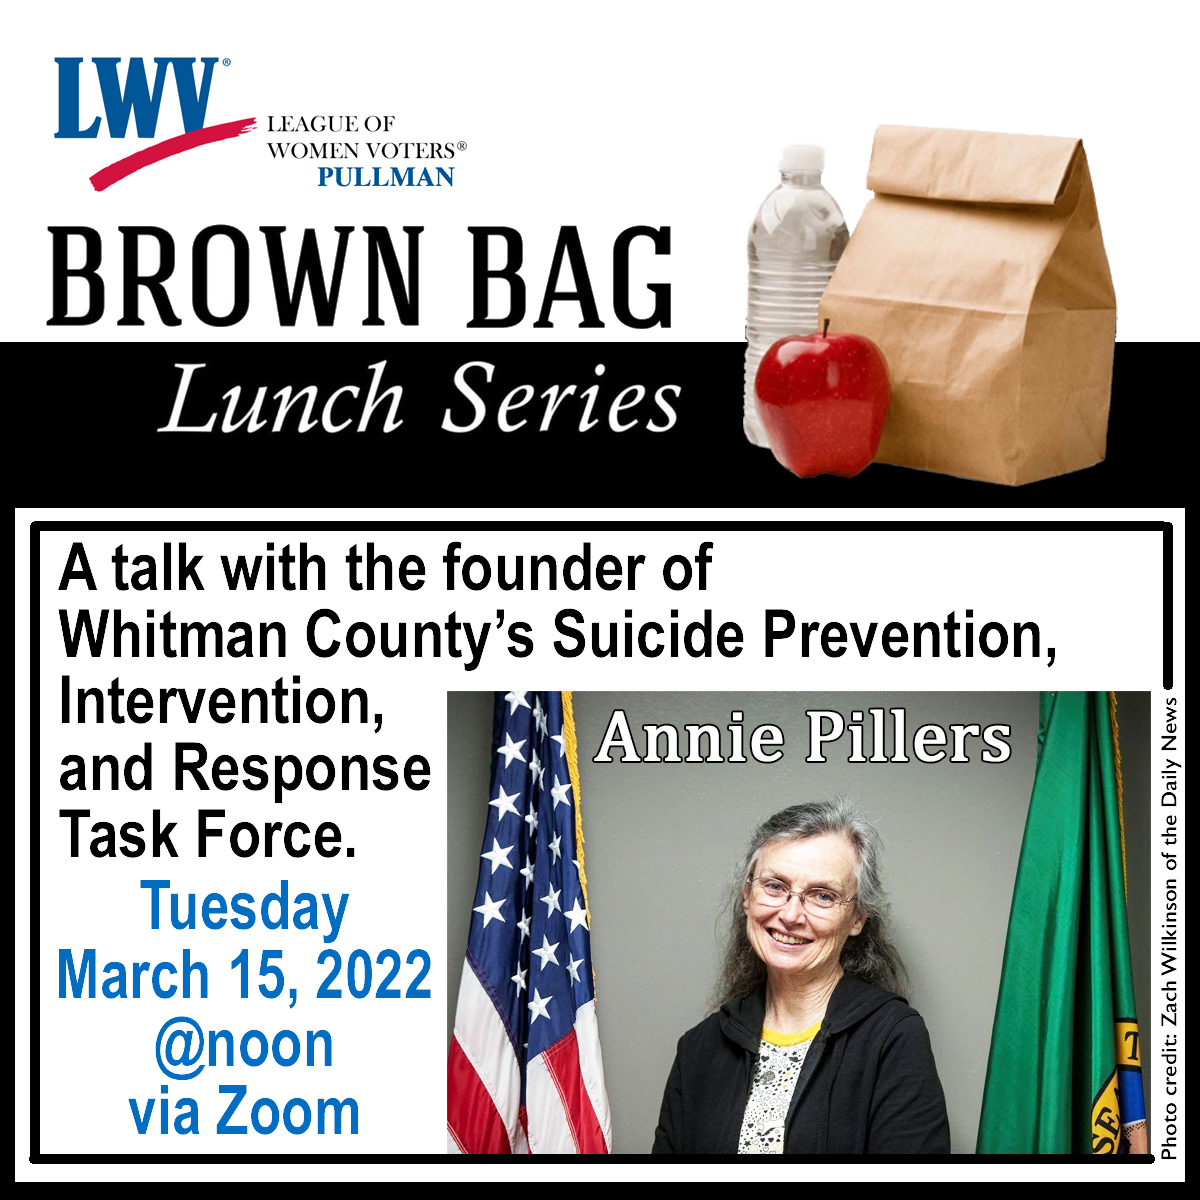 LWV®
LEAGUE OF
WOMEN VOTERS®
PULLMAN
BROWN BAG
Lunch Series
A talk with the founder of
Whitman County’s Suicide Prevention,
Intervention,
and Response
Task Force.
Tuesday
March 15, 2022
@noon
via Zoom
Annie Pillers
Photo credit: Zach Wilkinson of the Daily News